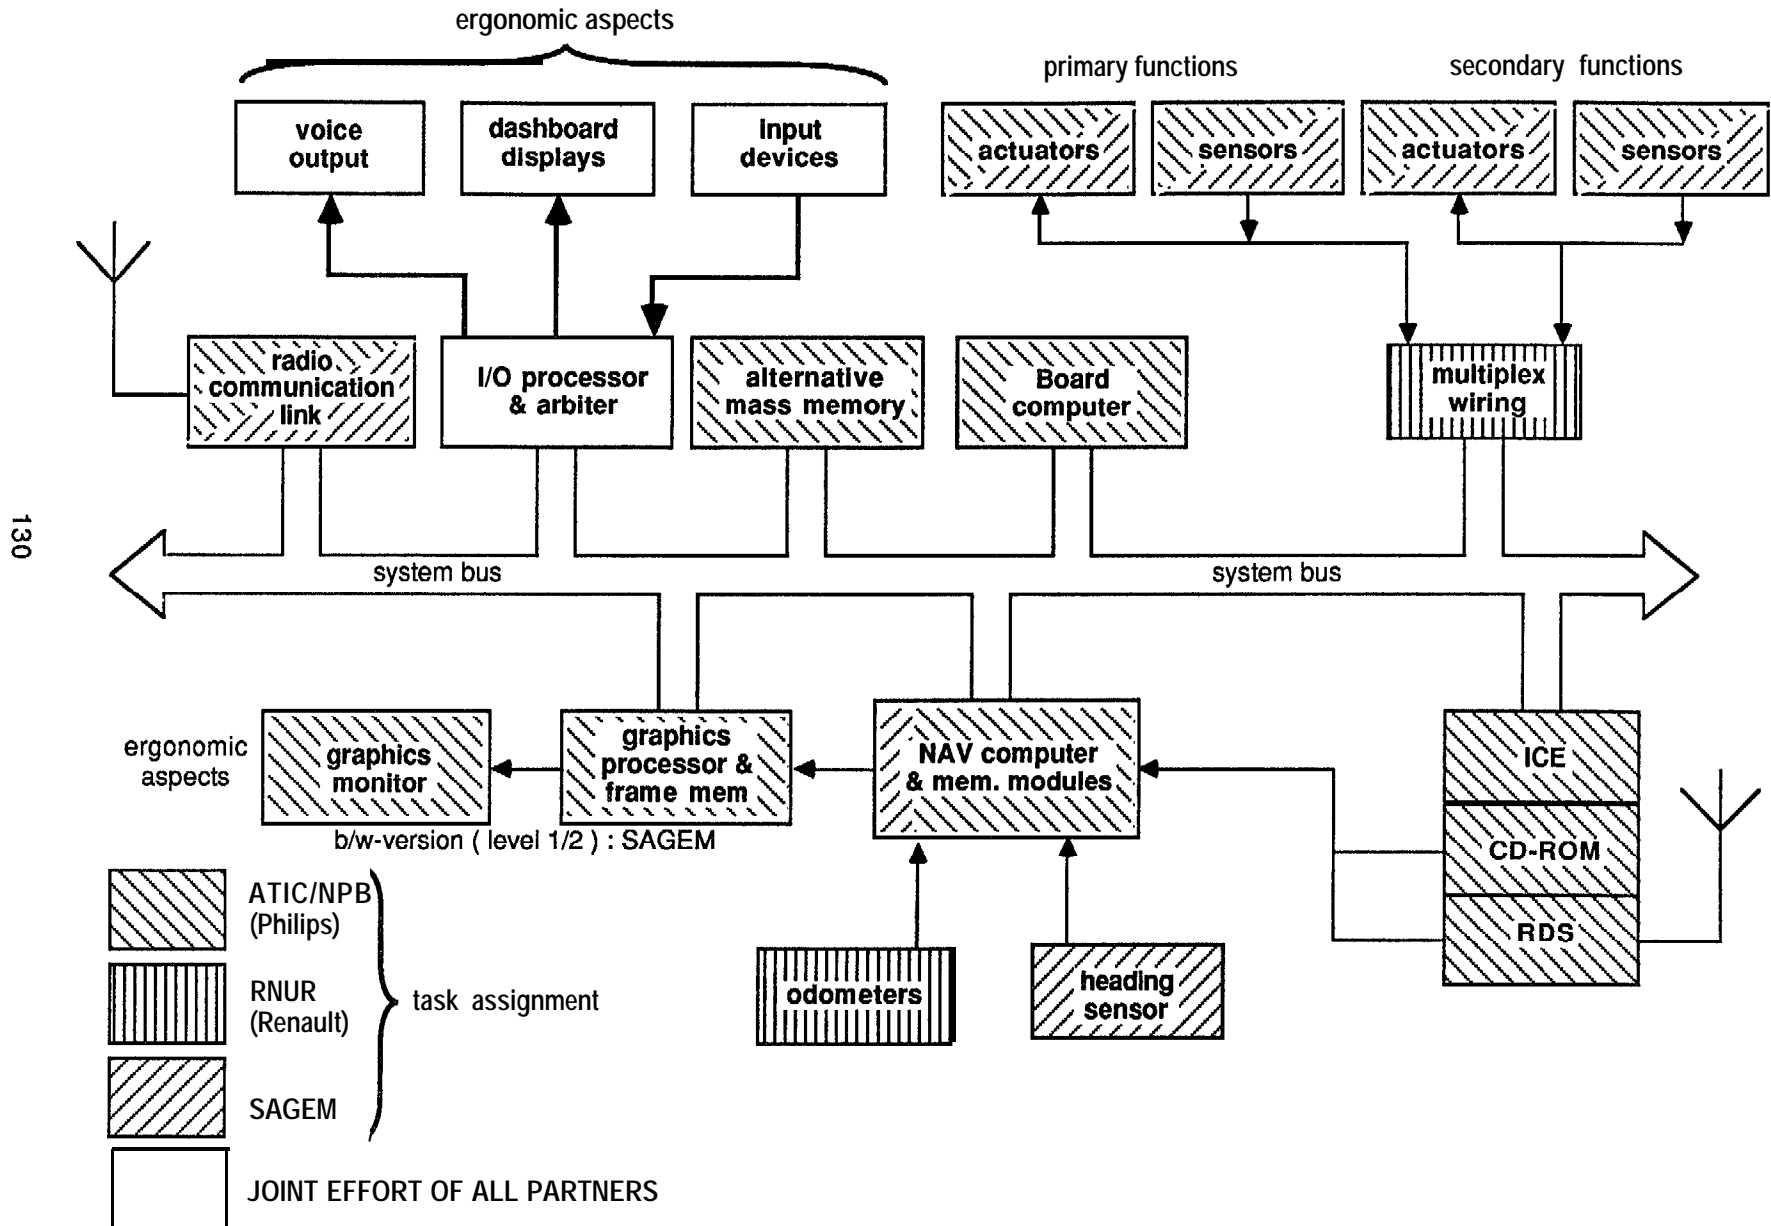 ergonomic aspects
primary functions
secondary functions
voice
output
dashboard
displays
Input
devices
actuators
sensors
actuators
sensors
radio
communication
link
I/O processor
& arbiter
alternative
mass memory
Board
computer
multiplex
wiring
130
system bus
system bus
ergonomic
aspects
graphics
monitor
graphics
processor &
frame mem
NAV computer
& mem. modules
ICE
CD-ROM
RDS
b/w-version ( level 1/2 ) : SAGEM
odometers
heading
sensor
ATIC/NPB
(Philips)
RNUR
(Renault)
task assignment
SAGEM
JOINT EFFORT OF ALL PARTNERS